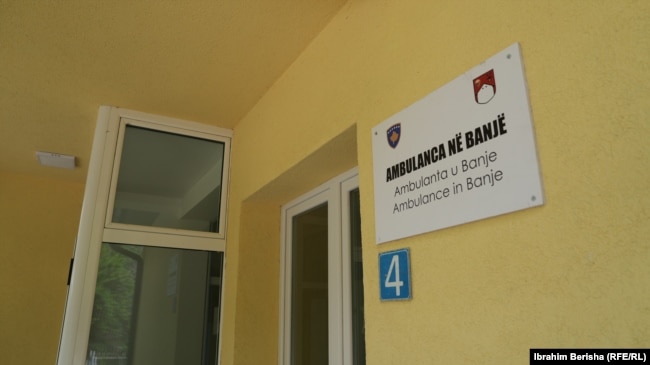 AMBULANCA NË BANJË
Ambulanta u Banje
Ambulance in Banje
4
Ibrahim Berisha (RFE/RL)